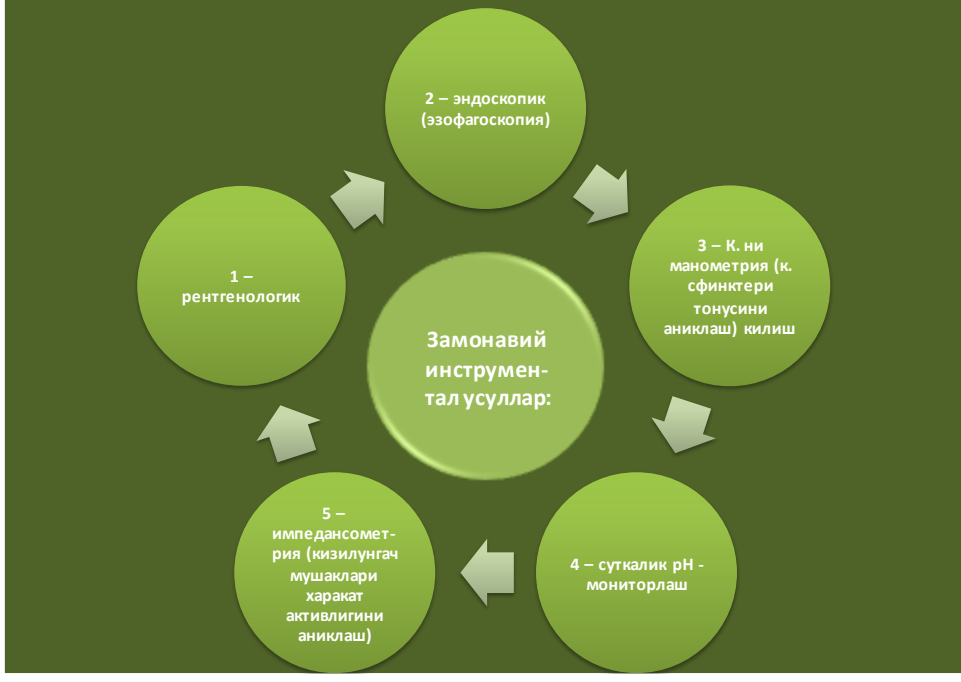 2 – эндоскопик
(эзофагоскопия)
1 –
рентгенологик
3 – К. ни
манометрия (к.
сфинктери
тонусини
аниклаш) килиш
Замонавий
инструмен-
тал усуллар:
5 –
импедансомет-
рия (кизилунгач
мушаклари
харакат
активлигини
аниклаш)
4 – суткалик рН -
мониторлаш